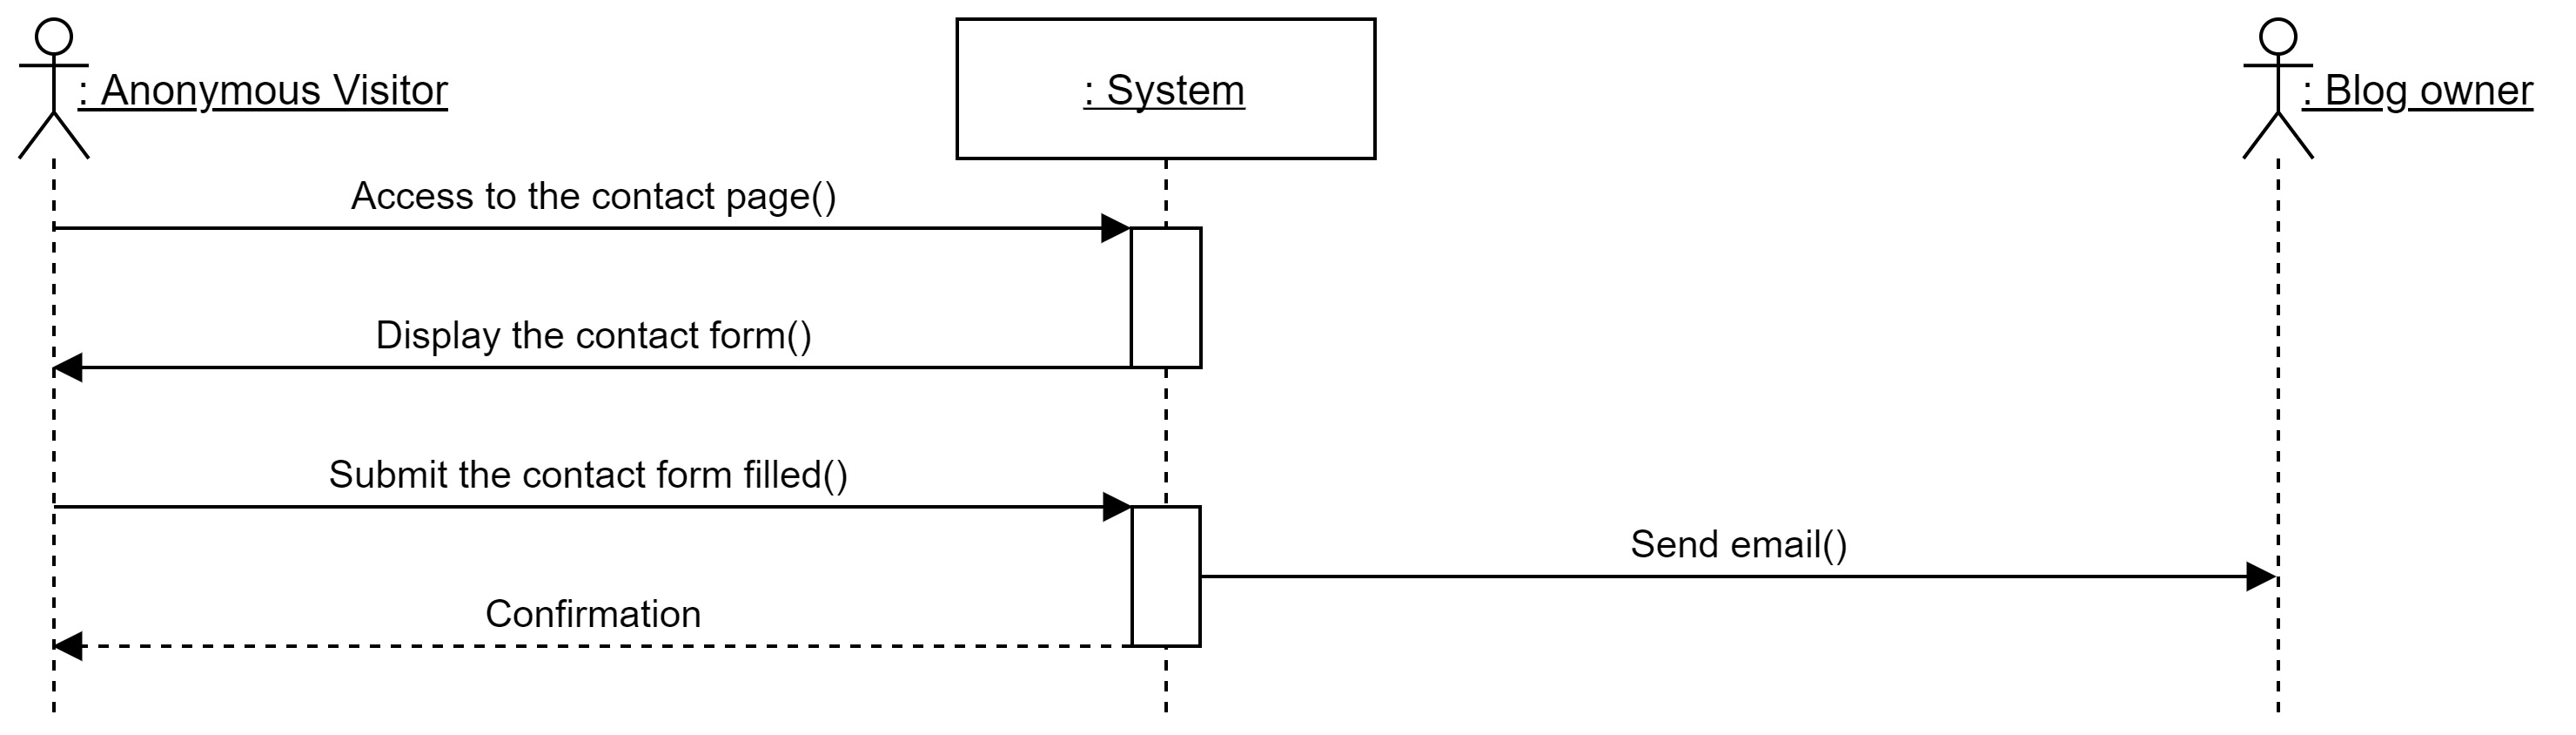 : Anonymous Visitor
: System
: Blog owner
Access to the contact page()
Display the contact form()
Submit the contact form filled()
Send email()
Confirmation